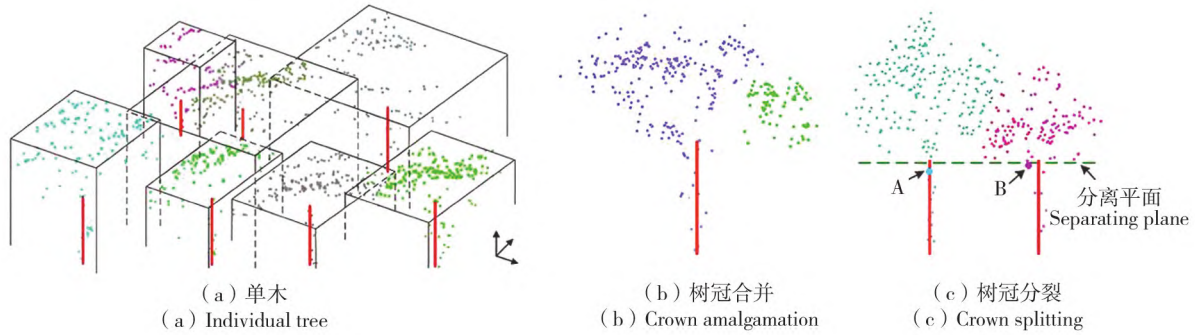 A
B
分离平面
Separating plane
（a）单木
（a）Individual tree
（b）树冠合并
（b）Crown amalgamation
（c）树冠分裂
（c）Crown splitting